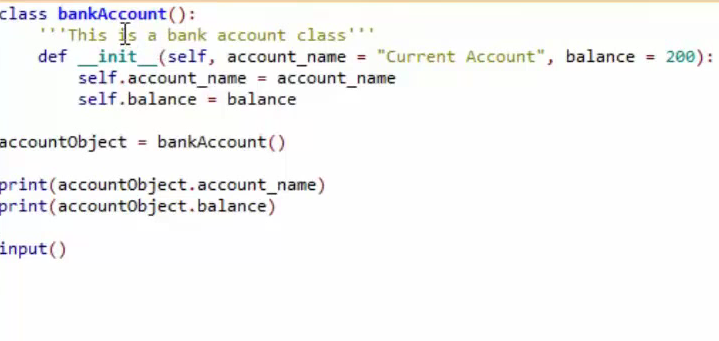 class bankAccount():
    '''This is a bank account class'''
    def __init__(self, account_name = "Current Account", balance = 200):
        self.account_name = account_name
        self.balance = balance
accountObject = bankAccount()
print(accountObject.account_name)
print(accountObject.balance)
input()